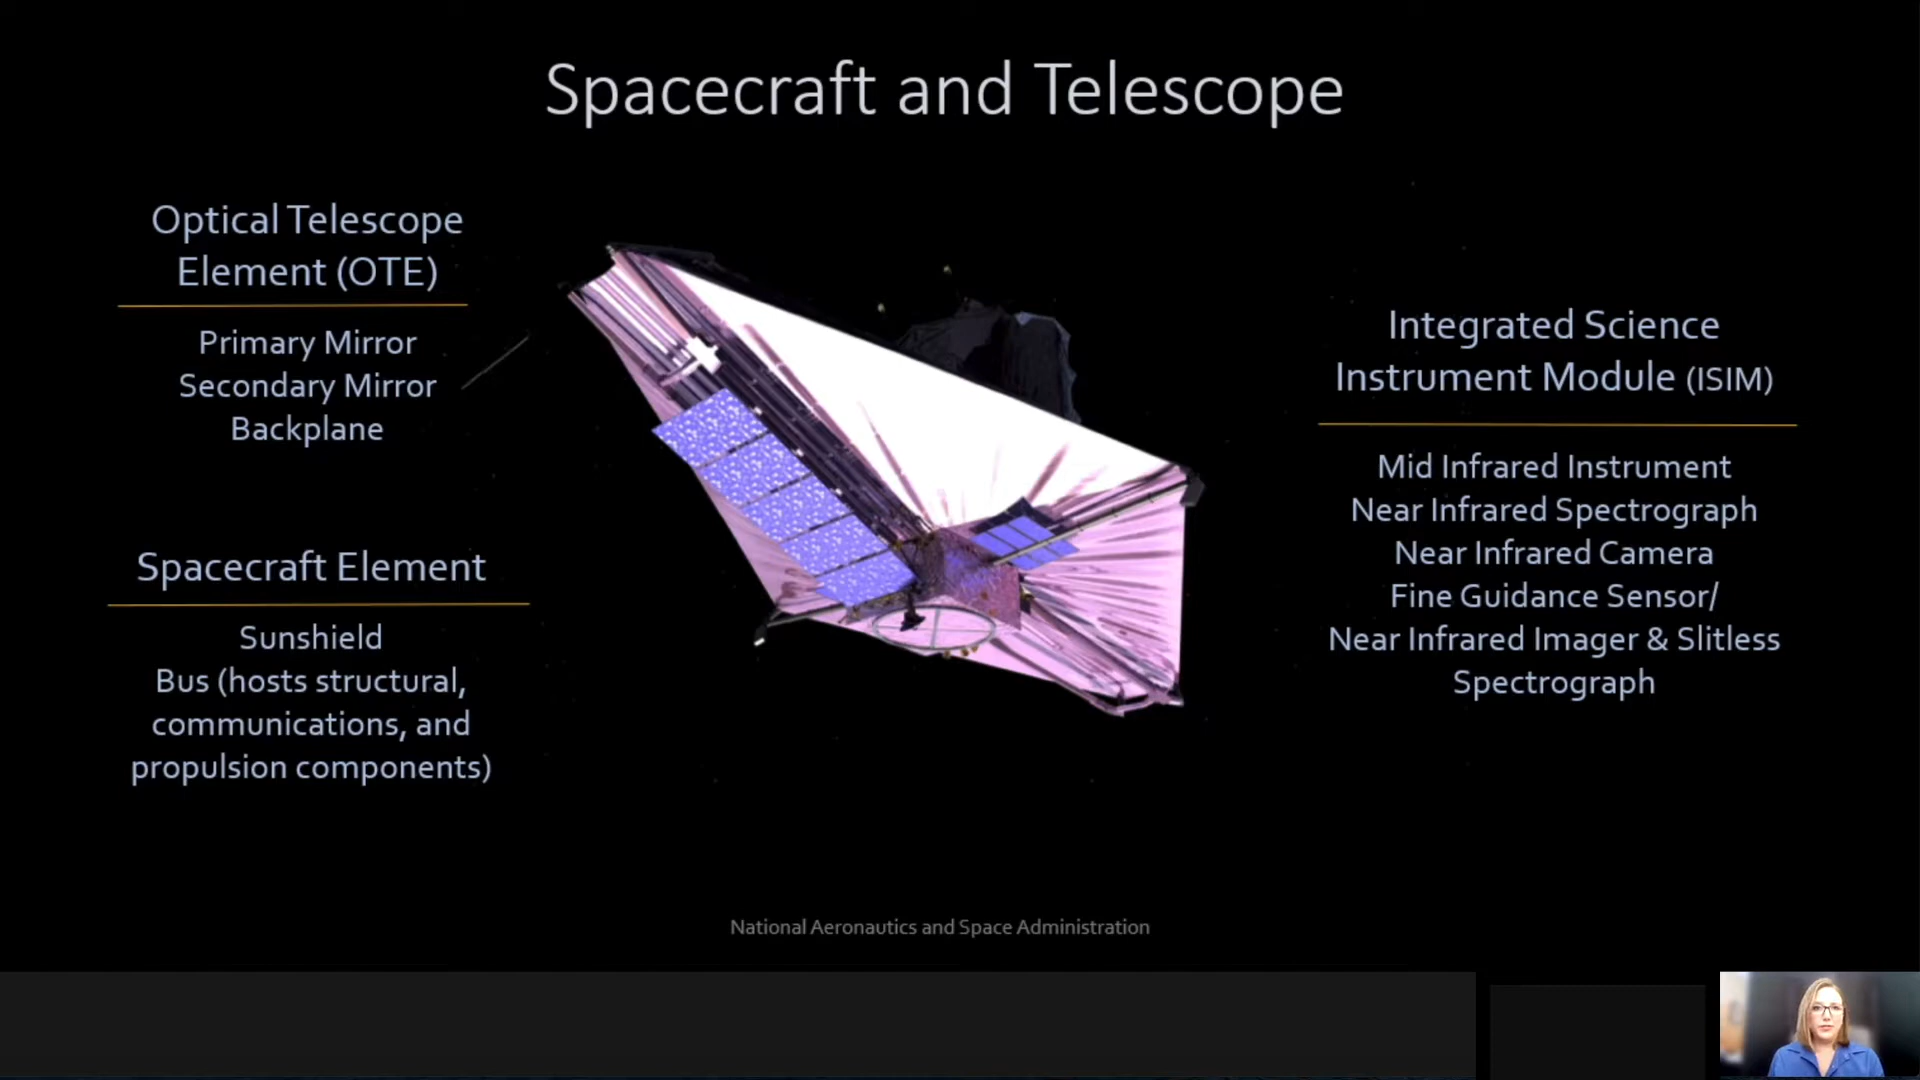 Spacecraft and Telescope
Optical Telescope
Element (OTE)
Primary Mirror
Secondary Mirror
Backplane
Spacecraft Element
Sunshield
Bus (hosts structural,
communications, and
propulsion components)
Integrated Science
Instrument Module (ISIM)
Mid Infrared Instrument
Near Infrared Spectrograph
Near Infrared Camera
Fine Guidance Sensor/
Near Infrared Imager & Slitless
Spectrograph
National Aeronautics and Space Administration